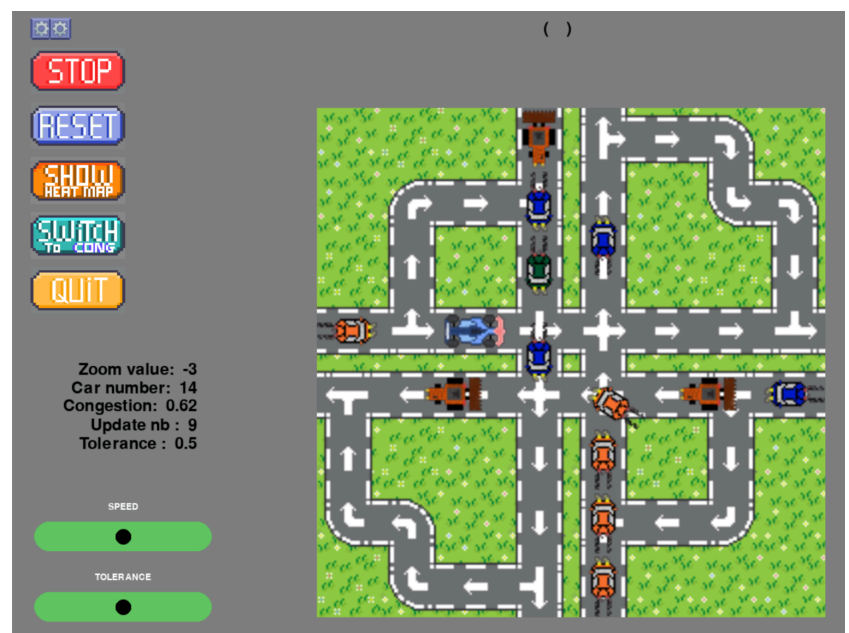 ( )
STOP
RESET
SHOW
HEAT MAP
SWITCH
TO CONG
QUIT
Zoom value: -3
Car number: 14
Congestion: 0.62
Update nb : 9
Tolerance : 0.5
SPEED
TOLERANCE